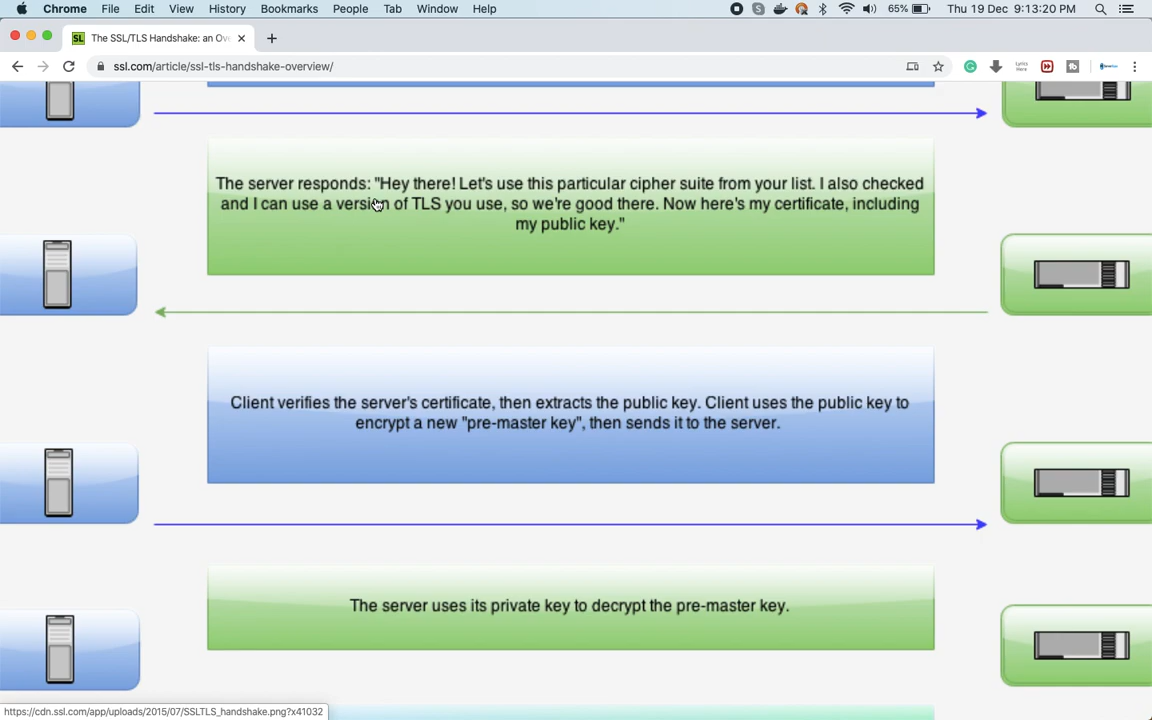 Chrome File Edit View History Bookmarks People Tab Window Help 65% Thu 19 Dec 9:13:20 PM
SL The SSL/TLS Handshake: an Ov
ssl.com/article/ssl-tls-handshake-overview/
The server responds: "Hey there! Let's use this particular cipher suite from your list. I also checked
and I can use a version of TLS you use, so we're good there. Now here's my certificate, including
my public key."
Client verifies the server's certificate, then extracts the public key. Client uses the public key to
encrypt a new "pre-master key", then sends it to the server.
The server uses its private key to decrypt the pre-master key.
https://cdn.ssl.com/app/uploads/2015/07/SSLTLS_handshake.png?x41032